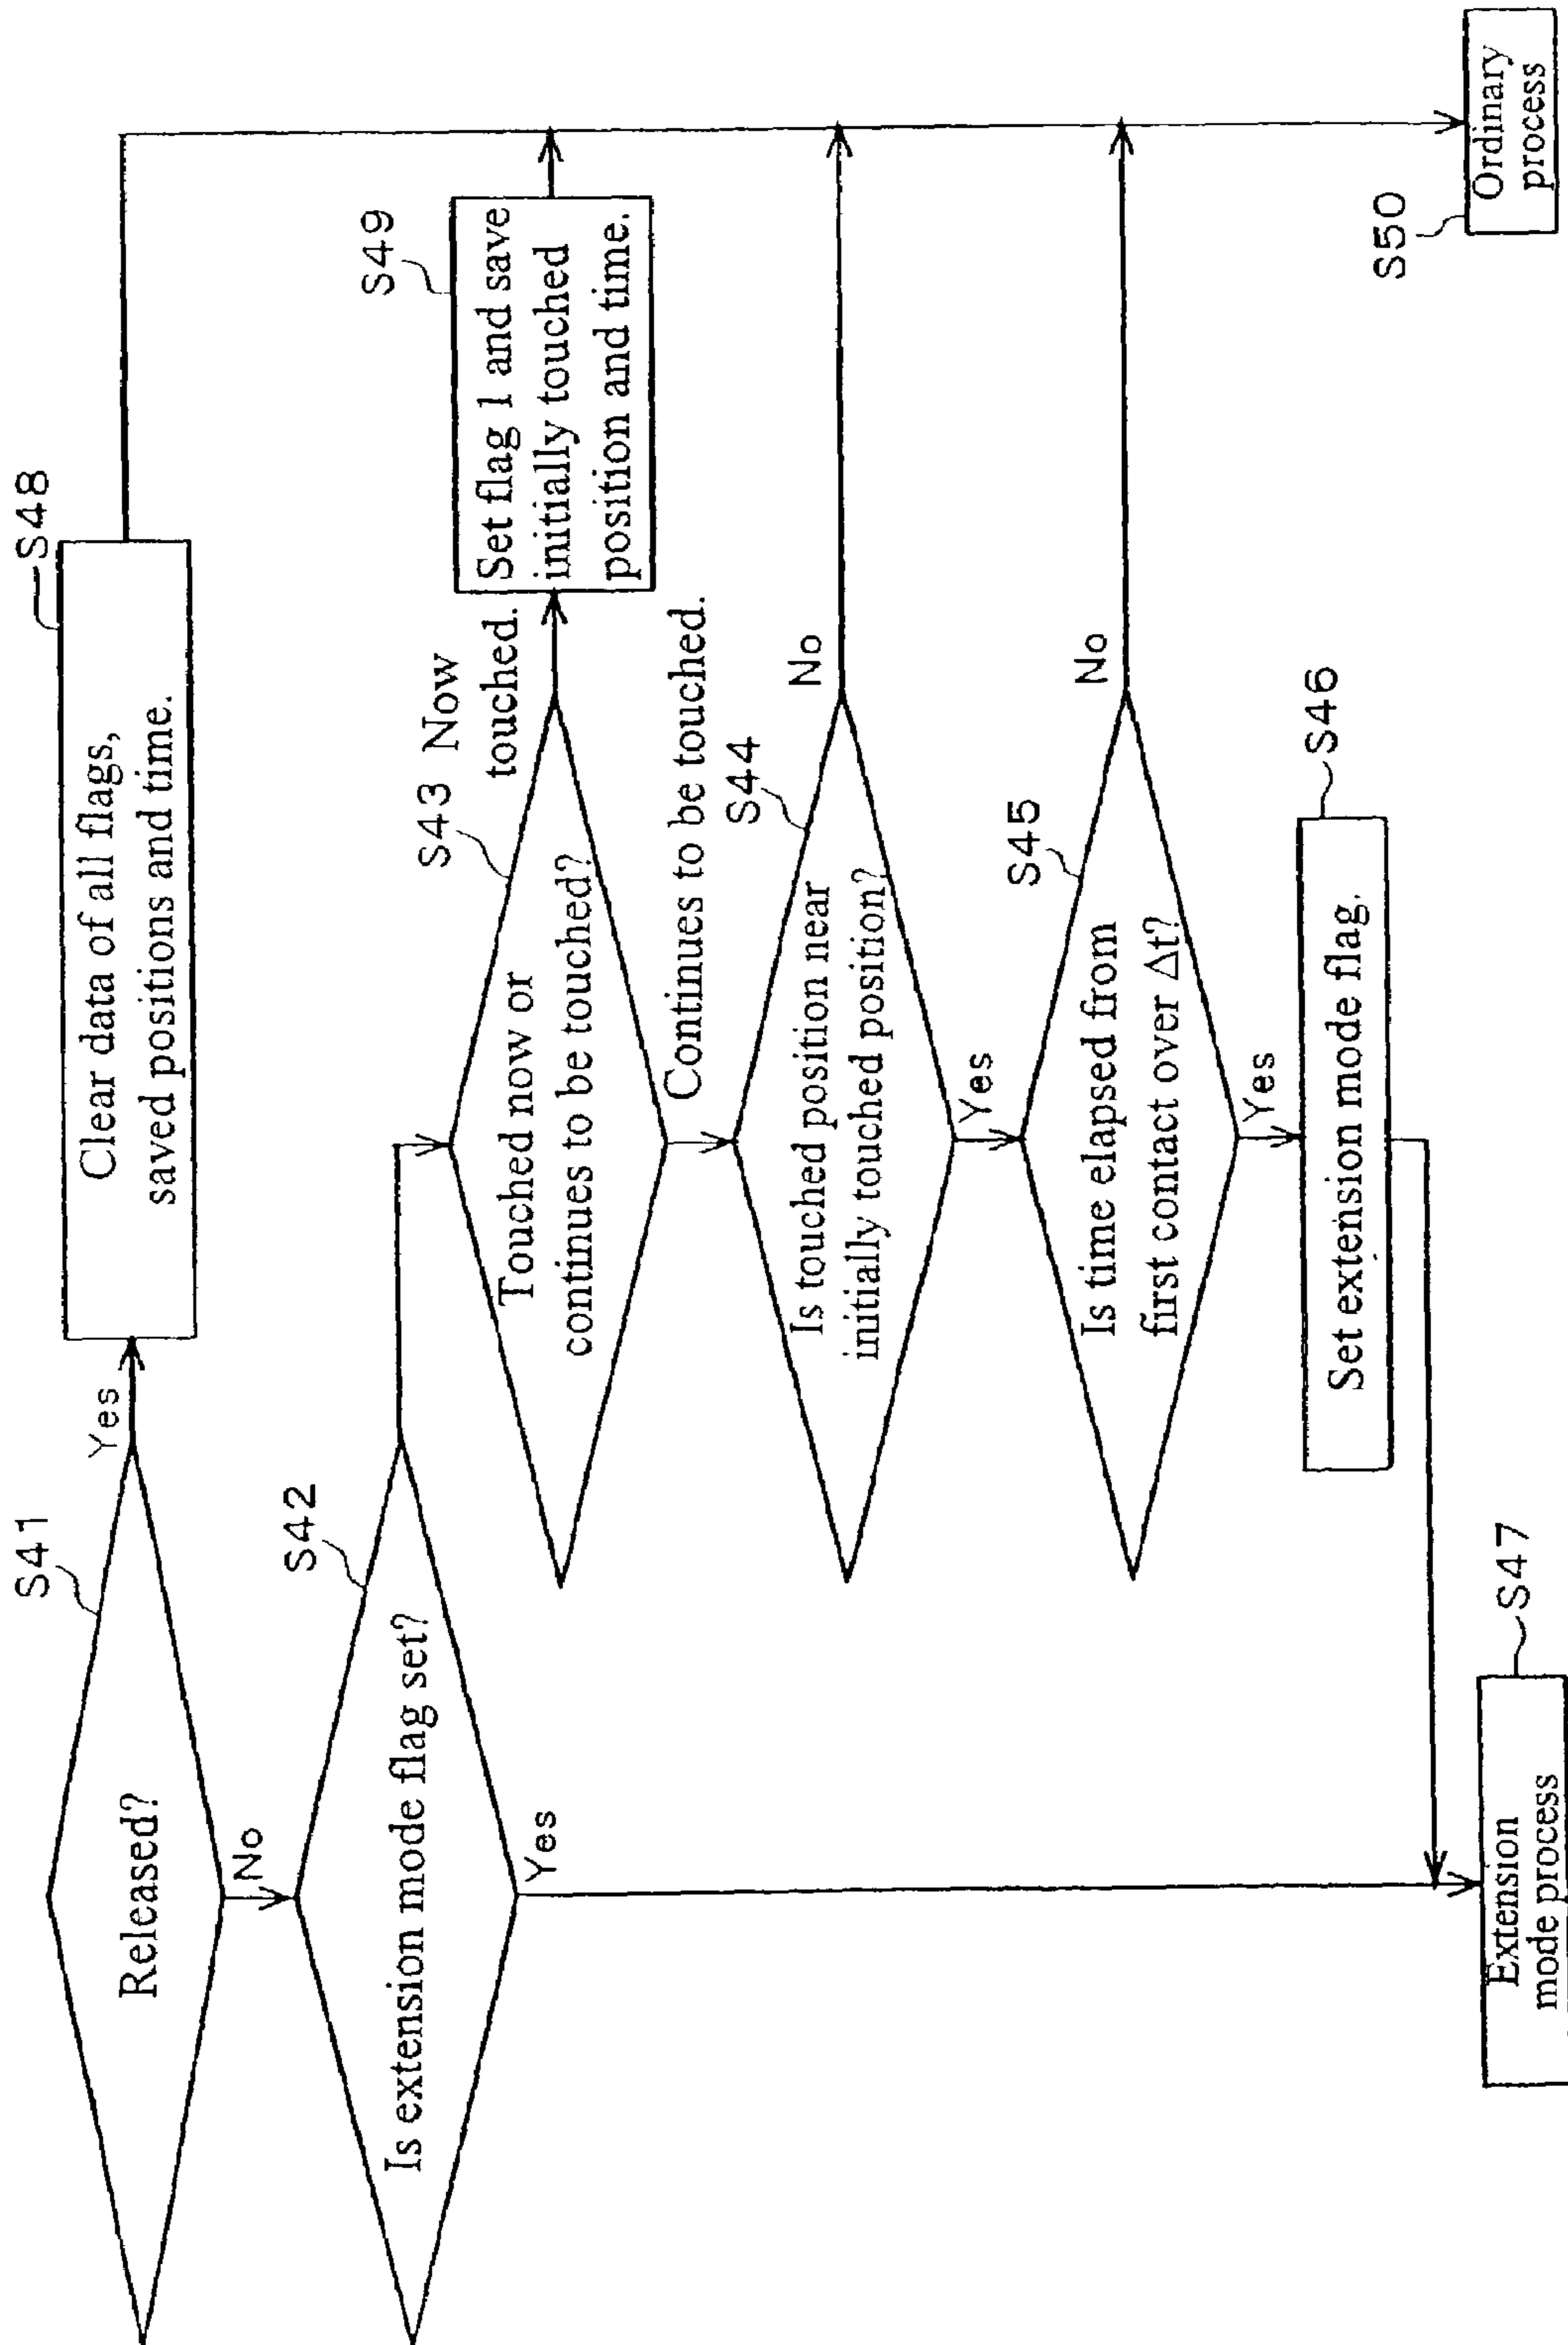 S41
Released?
Yes
No
S48
Clear data of all flags,
saved positions and time.
S42
Is extension mode flag set?
Yes
S43
Touched now or
continues to be touched?
Now
touched.
Continues to be touched.
S49
Set flag 1 and save
initially touched
position and time.
S44
Is touched position near
initially touched position?
No
Yes
S45
Is time elapsed from
first contact over Δt?
No
Yes
S46
Set extension mode flag.
S47
Extension
mode process
S50
Ordinary
process